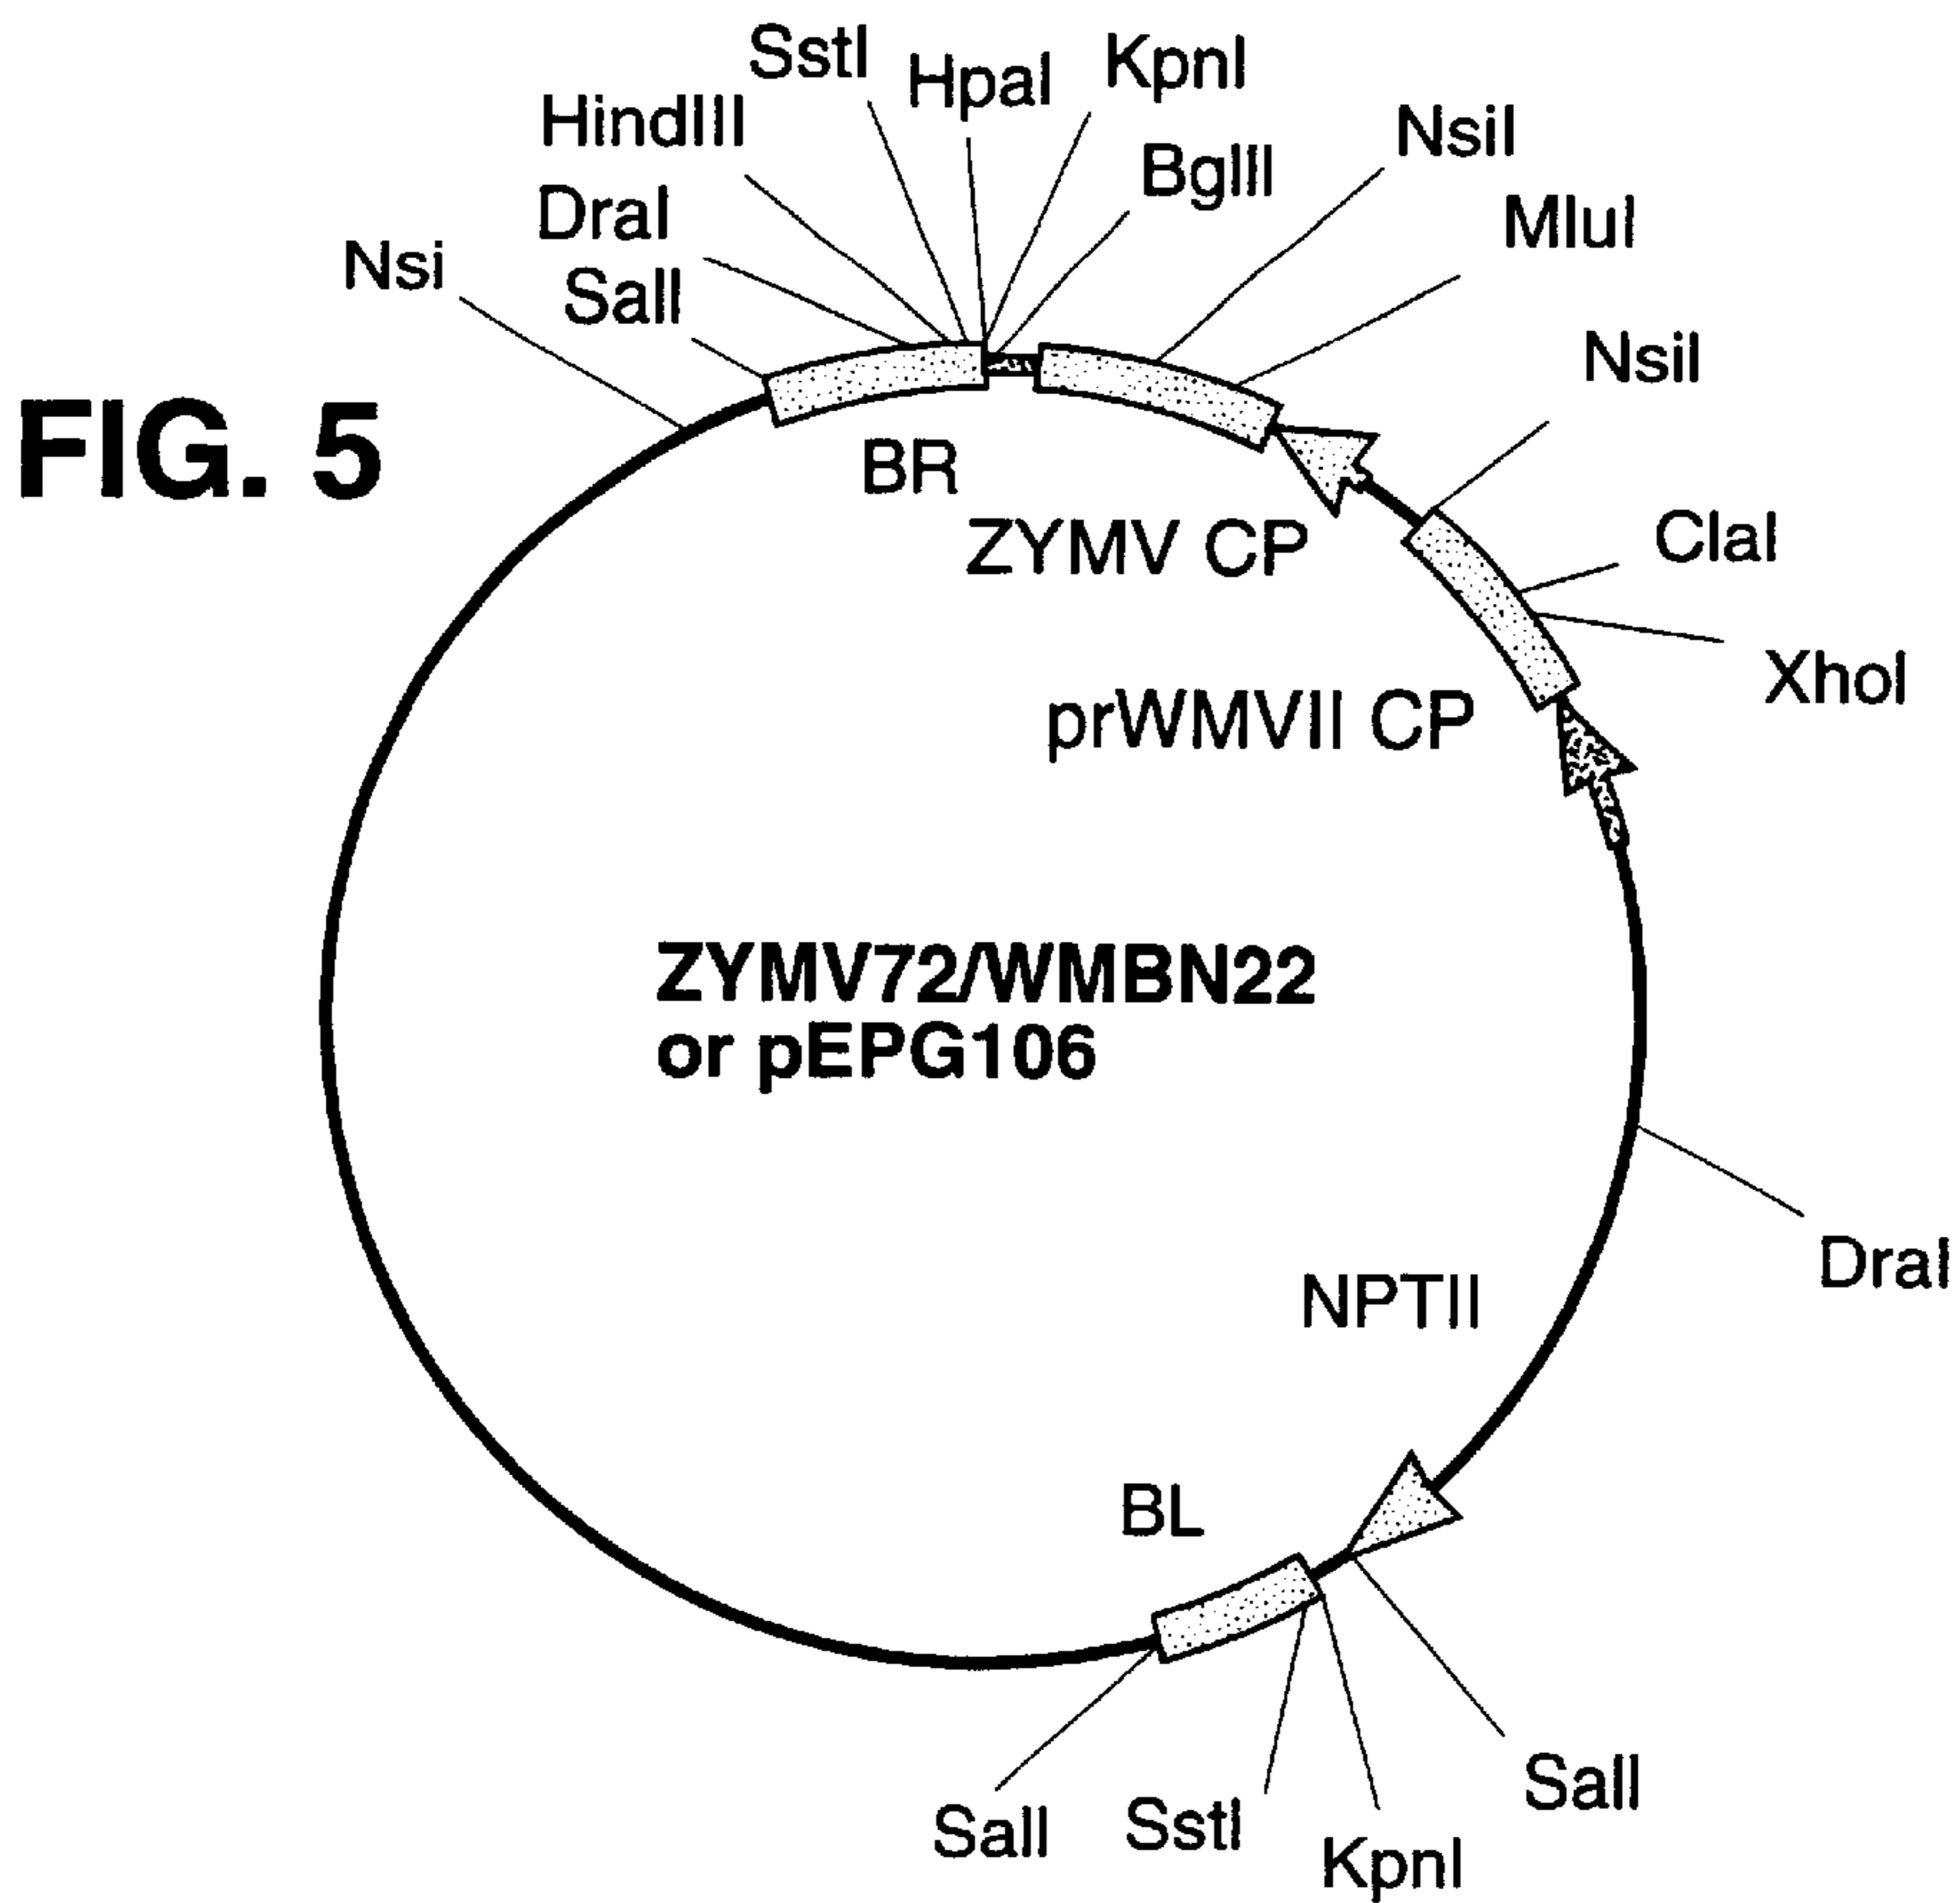 SstI
HpaI
KpnI
HindIII
BglII
NsiI
DraI
MluI
Nsi
SalI
NsiI
FIG. 5
BR
ZYMV CP
ClaI
XhoI
prWMVII CP
ZYMV72/WMBN22
or pEPG106
DraI
NPTII
BL
SalI
SalI
SstI
KpnI